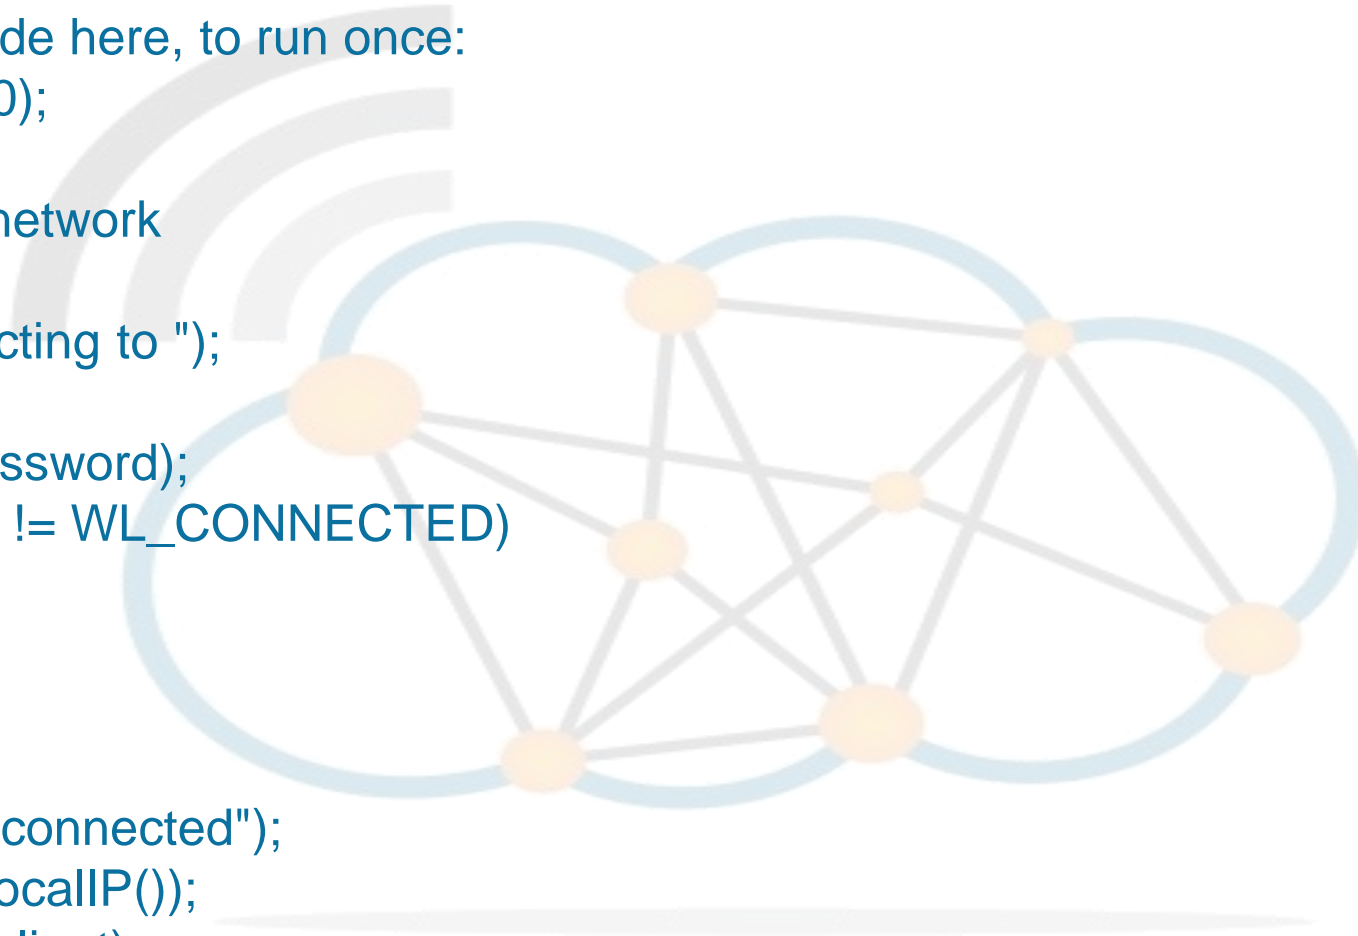 de here, to run once:
0);
network
cting to ");
ssword);
!= WL_CONNECTED)
connected");
ocalIP());